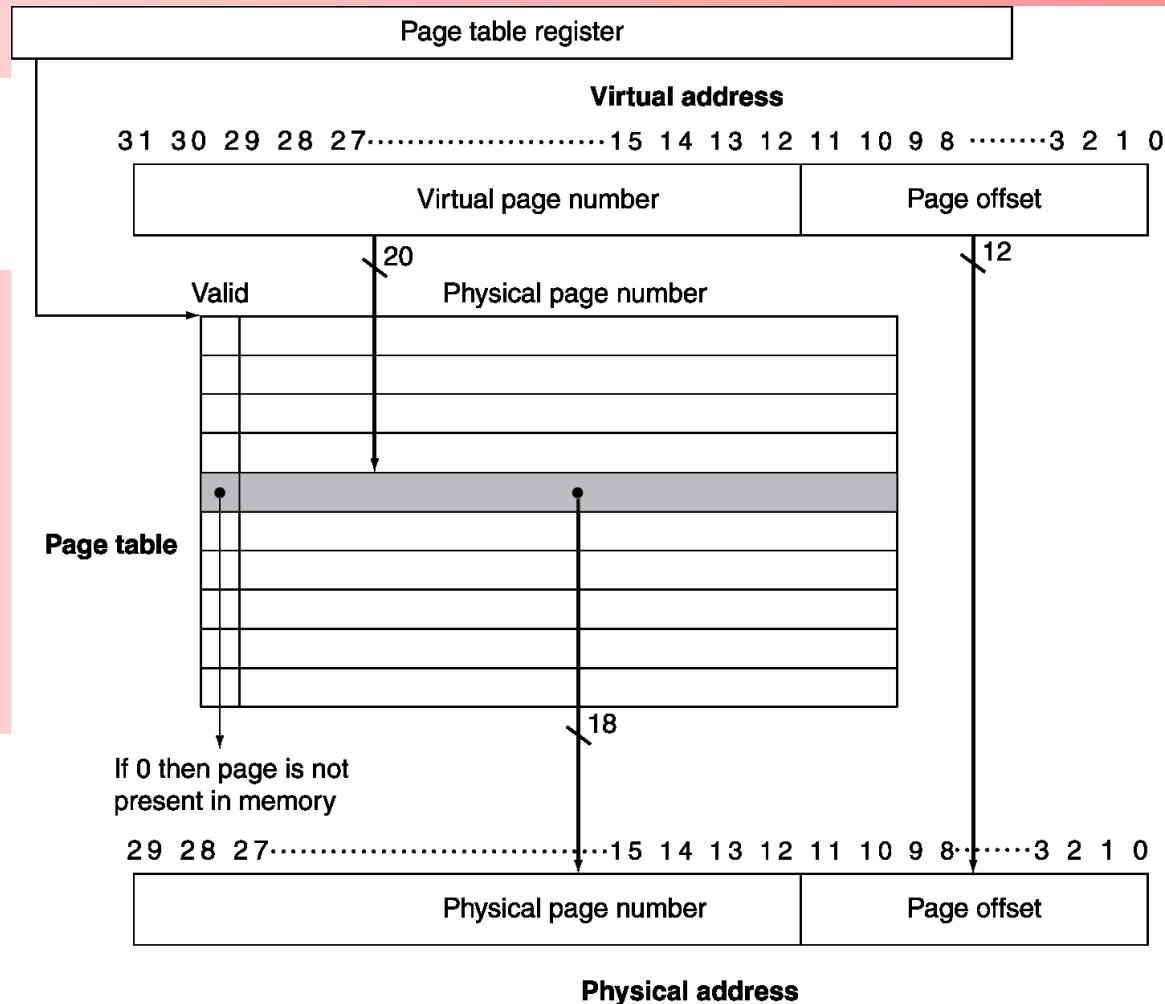 Page table register
Virtual address
31 30 29 28 27························15 14 13 12 11 10 9 8 ········3 2 1 0
Virtual page number Page offset
20 12
Valid Physical page number
Page table
18
If 0 then page is not
present in memory
29 28 27··································15 14 13 12 11 10 9 8········3 2 1 0
Physical page number Page offset
Physical address